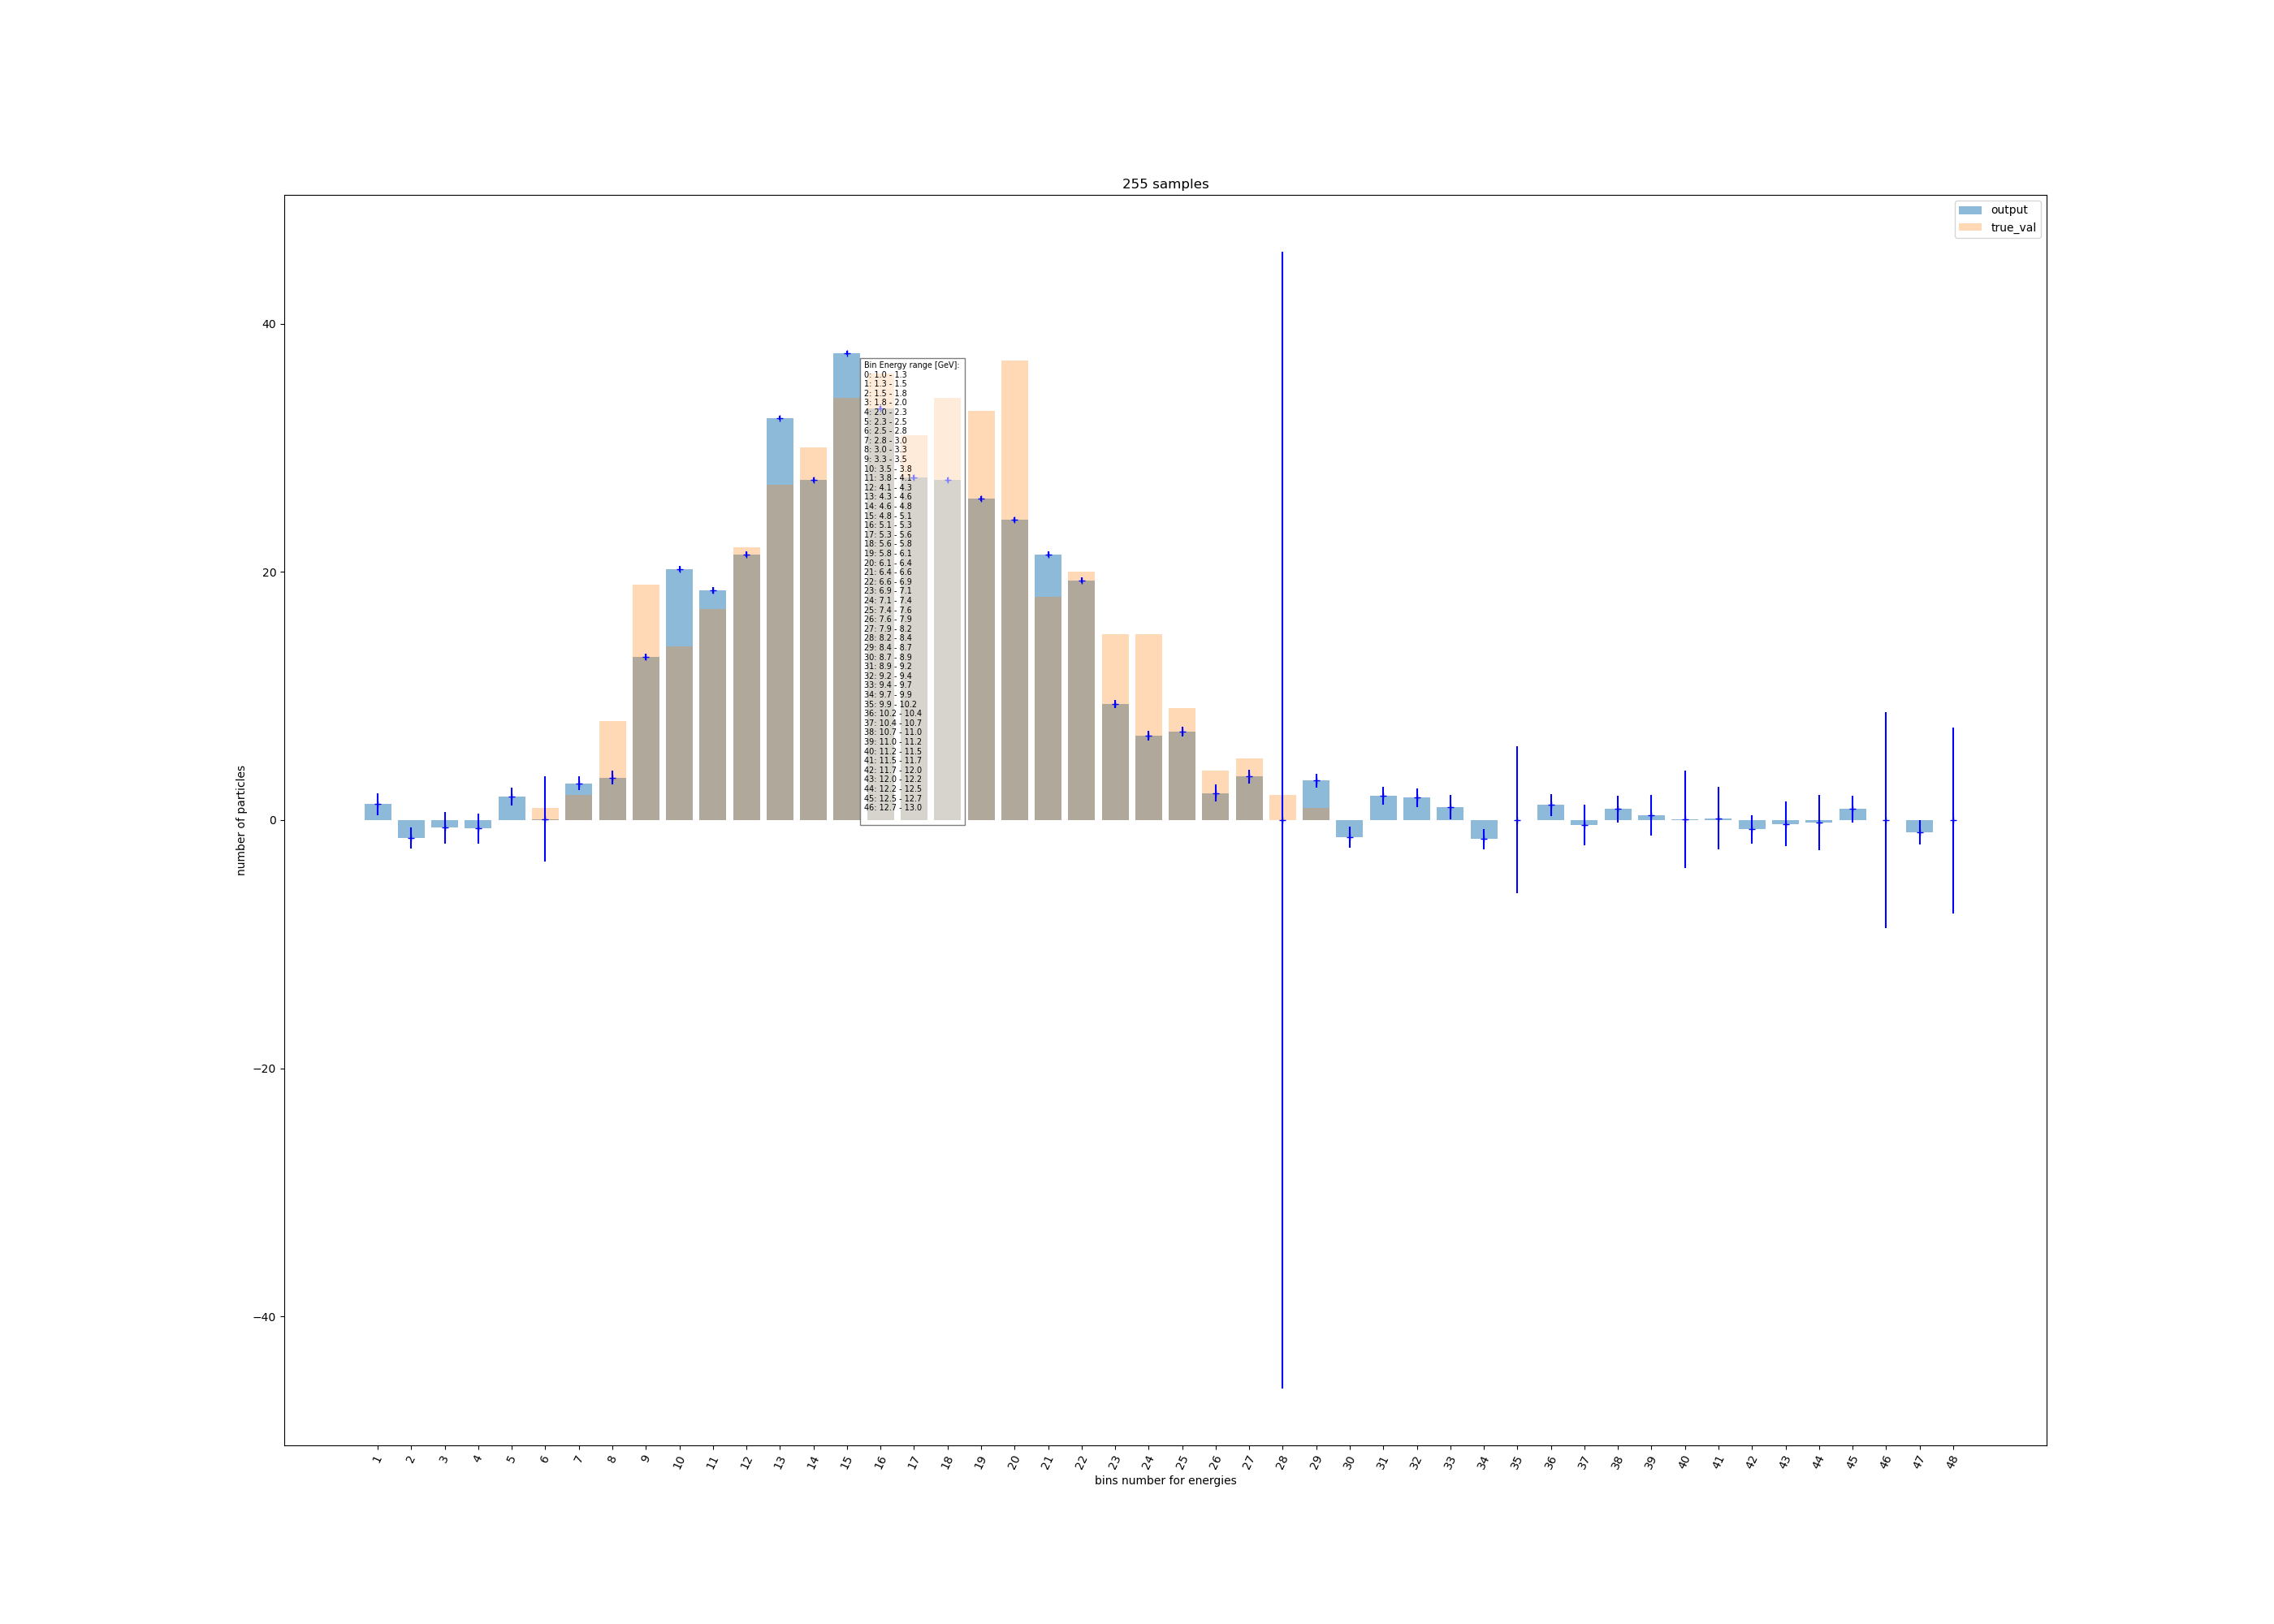 255 samples
output
true_val
number of particles
40
20
0
−20
−40
Bin Energy range [GeV]:
0: 1.0 - 1.3
1: 1.3 - 1.5
2: 1.5 - 1.8
3: 1.8 - 2.0
4: 2.0 - 2.3
5: 2.3 - 2.5
6: 2.5 - 2.8
7: 2.8 - 3.0
8: 3.0 - 3.3
9: 3.3 - 3.5
10: 3.5 - 3.8
11: 3.8 - 4.1
12: 4.1 - 4.3
13: 4.3 - 4.6
14: 4.6 - 4.8
15: 4.8 - 5.1
16: 5.1 - 5.3
17: 5.3 - 5.6
18: 5.6 - 5.8
19: 5.8 - 6.1
20: 6.1 - 6.4
21: 6.4 - 6.6
22: 6.6 - 6.9
23: 6.9 - 7.1
24: 7.1 - 7.4
25: 7.4 - 7.6
26: 7.6 - 7.9
27: 7.9 - 8.2
28: 8.2 - 8.4
29: 8.4 - 8.7
30: 8.7 - 8.9
31: 8.9 - 9.2
32: 9.2 - 9.4
33: 9.4 - 9.7
34: 9.7 - 9.9
35: 9.9 - 10.2
36: 10.2 - 10.4
37: 10.4 - 10.7
38: 10.7 - 11.0
39: 11.0 - 11.2
40: 11.2 - 11.5
41: 11.5 - 11.7
42: 11.7 - 12.0
43: 12.0 - 12.2
44: 12.2 - 12.5
45: 12.5 - 12.7
46: 12.7 - 13.0
1 2 3 4 5 6 7 8 9 10 11 12 13 14 15 16 17 18 19 20 21 22 23 24 25 26 27 28 29 30 31 32 33 34 35 36 37 38 39 40 41 42 43 44 45 46 47 48
bins number for energies